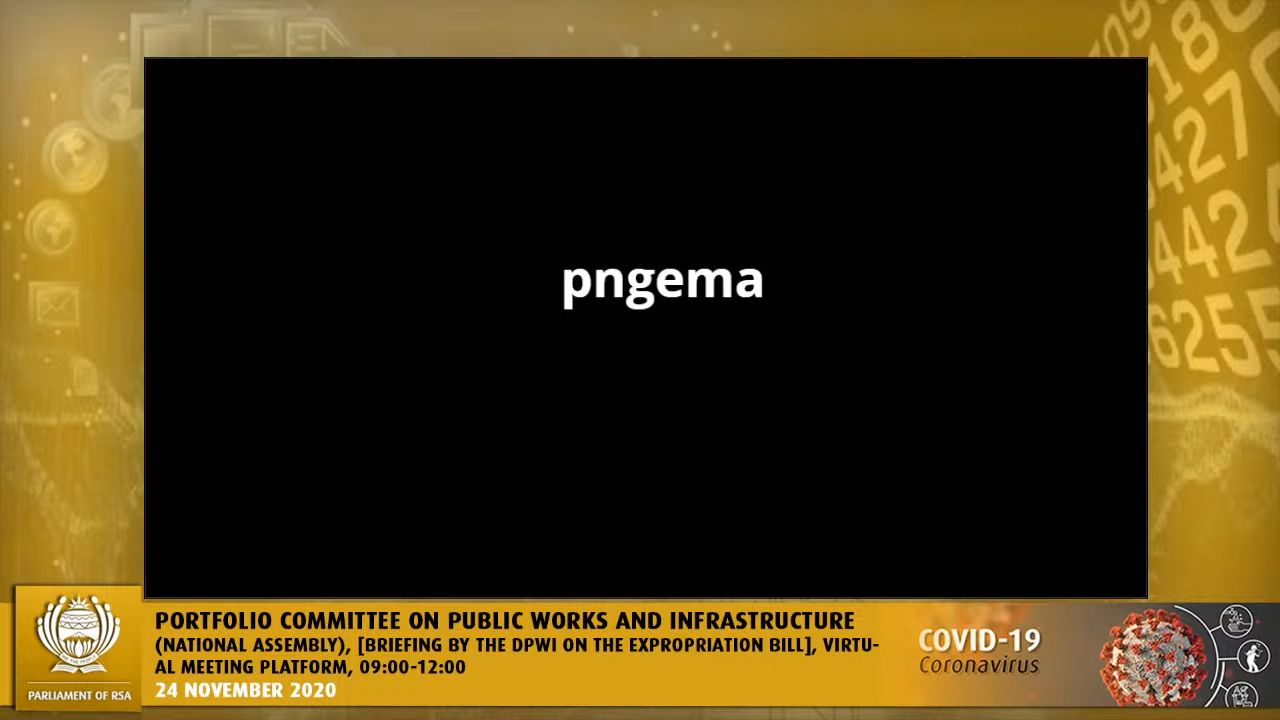 pngema
PORTFOLIO COMMITTEE ON PUBLIC WORKS AND INFRASTRUCTURE
(NATIONAL ASSEMBLY), [BRIEFING BY THE DPWI ON THE EXPROPRIATION BILL], VIRTU-
AL MEETING PLATFORM, 09:00-12:00
24 NOVEMBER 2020
PARLIAMENT OF RSA
COVID-19
Coronavirus